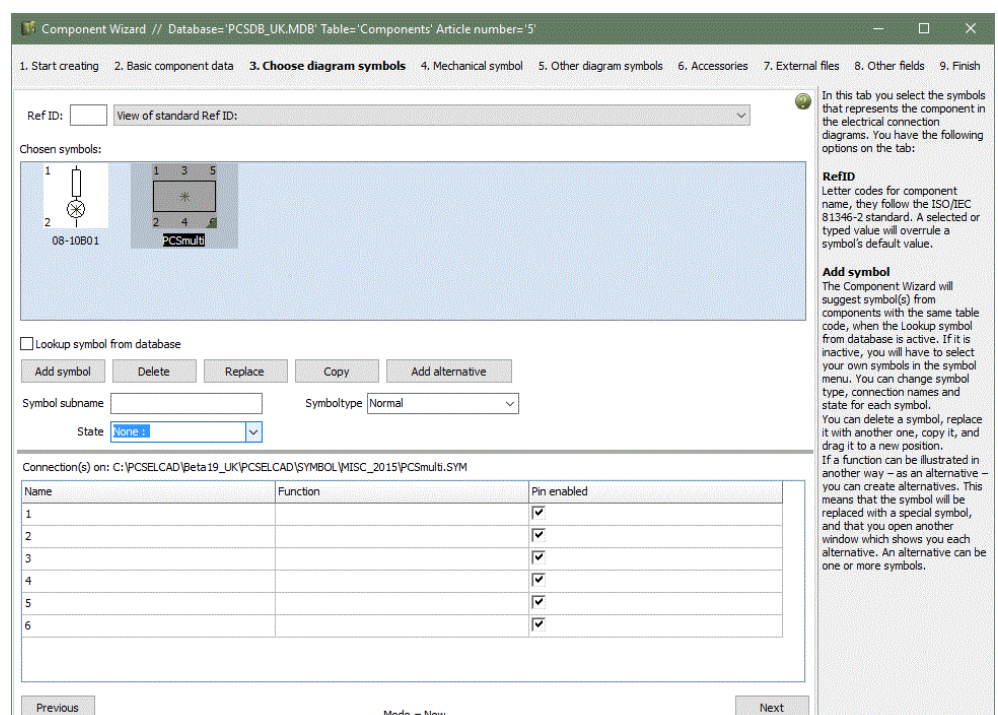 Component Wizard // Database='PCSDB_UK.MDB' Table='Components' Article number='5'
1. Start creating 2. Basic component data 3. Choose diagram symbols 4. Mechanical symbol 5. Other diagram symbols 6. Accessories 7. External files 8. Other fields 9. Finish
Ref ID: View of standard Ref ID:
Chosen symbols:
1 1 3 5
2 2 4
08-10B01 PCSmulti
Lookup symbol from database
Add symbol Delete Replace Copy Add alternative
Symbol subname Symboltype Normal
State None :
Connection(s) on: C:\PCSELCAD\Beta19_UK\PCSELCAD\SYMBOL\MISC_2015\PCSmulti.SYM
Name Function Pin enabled
1
2
3
4
5
6
Previous Next
Mode = New
In this tab you select the symbols
that represents the component in
the electrical connection
diagrams. You have the following
options on the tab:
RefID
Letter codes for component
name, they follow the ISO/IEC
81346-2 standard. A selected or
typed value will overrule a
symbol's default value.
Add symbol
The Component Wizard will
suggest symbol(s) from
components with the same table
code, when the Lookup symbol
from database is active. If it is
inactive, you will have to select
your own symbols in the symbol
menu. You can change symbol
type, connection names and
state for each symbol.
You can delete a symbol, replace
it with another one, copy it, and
drag it to a new position.
If a function can be illustrated in
another way – as an alternative –
you can create alternatives. This
means that the symbol will be
replaced with a special symbol,
and that you open another
window which shows you each
alternative. An alternative can be
one or more symbols.